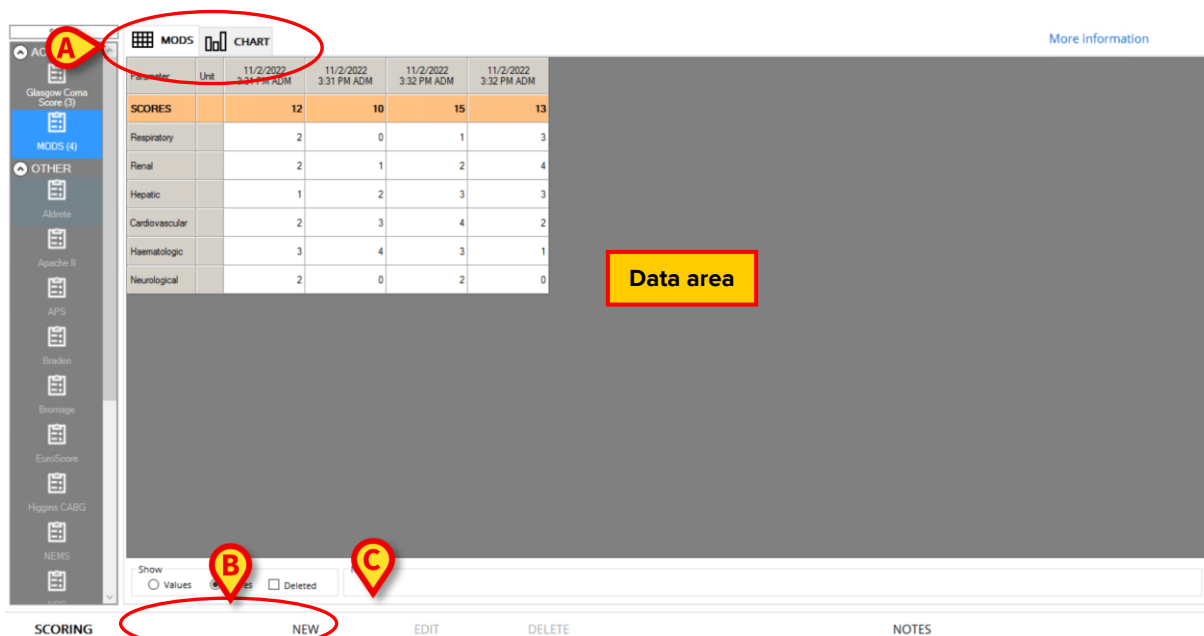 MODS CHART More information
A
Glasgow Coma
Score (3)
MODS (4)
OTHER
Aldrete
Apache II
APS
Braden
Bromage
EuroScore
Higgins CABG
NEMS
Parameter Unit 11/2/2022 3:31 PM ADM 11/2/2022 3:31 PM ADM 11/2/2022 3:32 PM ADM 11/2/2022 3:32 PM ADM
SCORES 12 10 15 13
Respiratory 2 0 1 3
Renal 2 1 2 4
Hepatic 1 2 3 3
Cardiovascular 2 3 4 2
Haematologic 3 4 3 1
Neurological 2 0 2 0
Data area
Show
Values Deleted
B
C
SCORING NEW EDIT DELETE NOTES